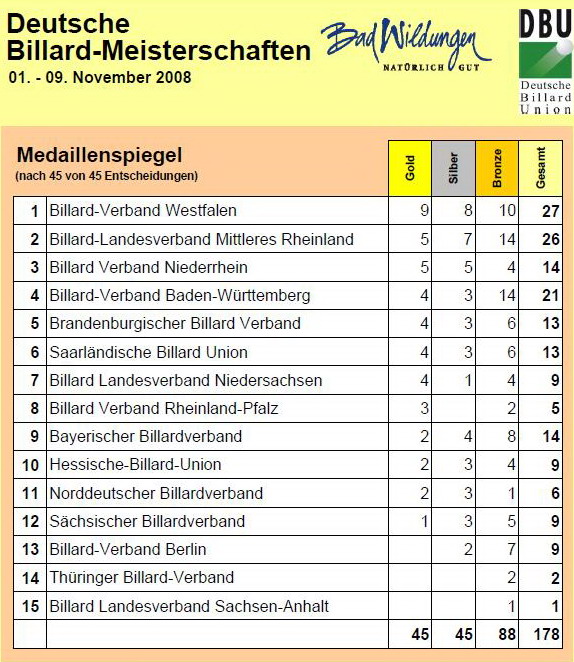 Deutsche
Billard-Meisterschaften
01. - 09. November 2008
Bad Wildungen
NATÜRLICH GUT
DBU
Deutsche
Billard
Union
Medaillenspiegel
(nach 45 von 45 Entscheidungen)
Gold Silber Bronze Gesamt
1 Billard-Verband Westfalen 9 8 10 27
2 Billard-Landesverband Mittleres Rheinland 5 7 14 26
3 Billard Verband Niederrhein 5 5 4 14
4 Billard-Verband Baden-Württemberg 4 3 14 21
5 Brandenburgischer Billard Verband 4 3 6 13
6 Saarländische Billard Union 4 3 6 13
7 Billard Landesverband Niedersachsen 4 1 4 9
8 Billard Verband Rheinland-Pfalz 3 2 5
9 Bayerischer Billardverband 2 4 8 14
10 Hessische-Billard-Union 2 3 4 9
11 Norddeutscher Billardverband 2 3 1 6
12 Sächsischer Billardverband 1 3 5 9
13 Billard-Verband Berlin 2 7 9
14 Thüringer Billard-Verband 2 2
15 Billard Landesverband Sachsen-Anhalt 1 1
45 45 88 178